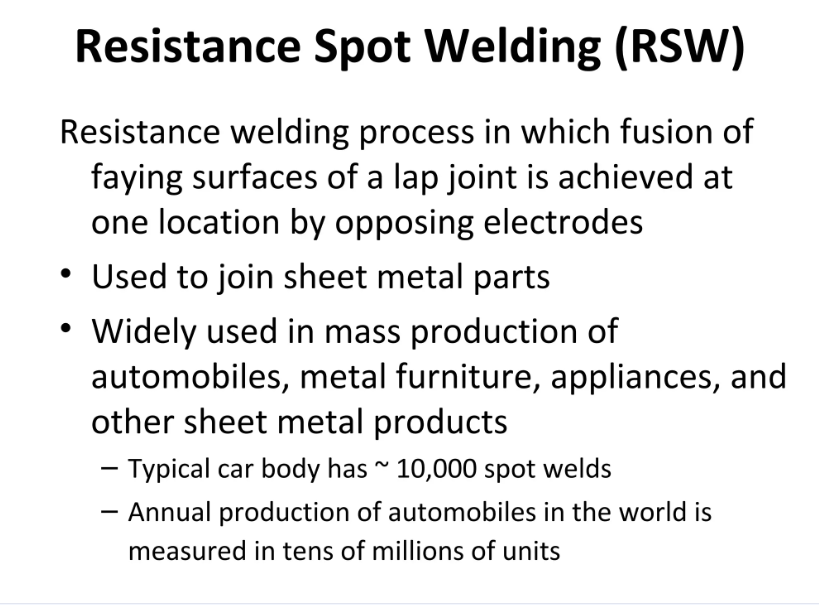 Resistance Spot Welding (RSW)
Resistance welding process in which fusion of
faying surfaces of a lap joint is achieved at
one location by opposing electrodes
• Used to join sheet metal parts
• Widely used in mass production of
automobiles, metal furniture, appliances, and
other sheet metal products
– Typical car body has ~ 10,000 spot welds
– Annual production of automobiles in the world is
measured in tens of millions of units